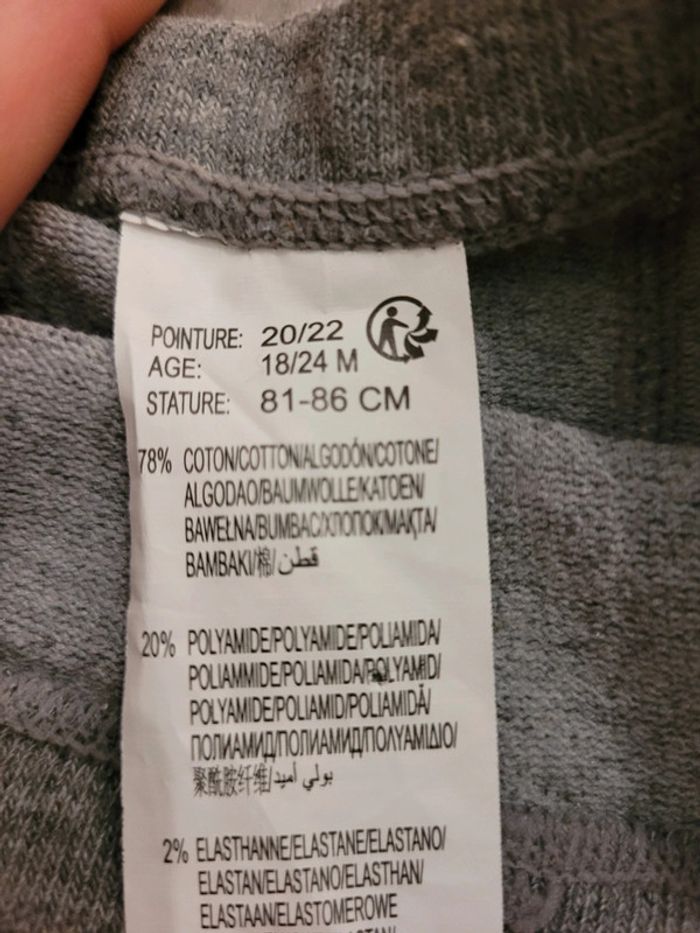 POINTURE: 20/22
AGE: 18/24 M
STATURE: 81-86 CM
78% COTON/COTTON/ALGODÓN/COTONE/
ALGODAO/BAUMWOLLE/KATOEN/
BAWEŁNA/BUMBAC/ХЛОПОК/МАҚТА/
BAMBAKI/棉/قطن
20% POLYAMIDE/POLYAMIDE/POLIAMIDA/
POLIAMMIDE/POLIAMIDA/POLYAMID/
POLYAMIDE/POLIAMID/POLIAMIDĂ/
ПОЛИАМИД/ПОЛИАМИД/ΠΟΛΥΑΜΙΔΙΟ/
聚酰胺纤维/بولي أميد
2% ELASTHANNE/ELASTANE/ELASTANO/
ELASTAN/ELASTANO/ELASTHAN/
ELASTAAN/ELASTOMEROWE